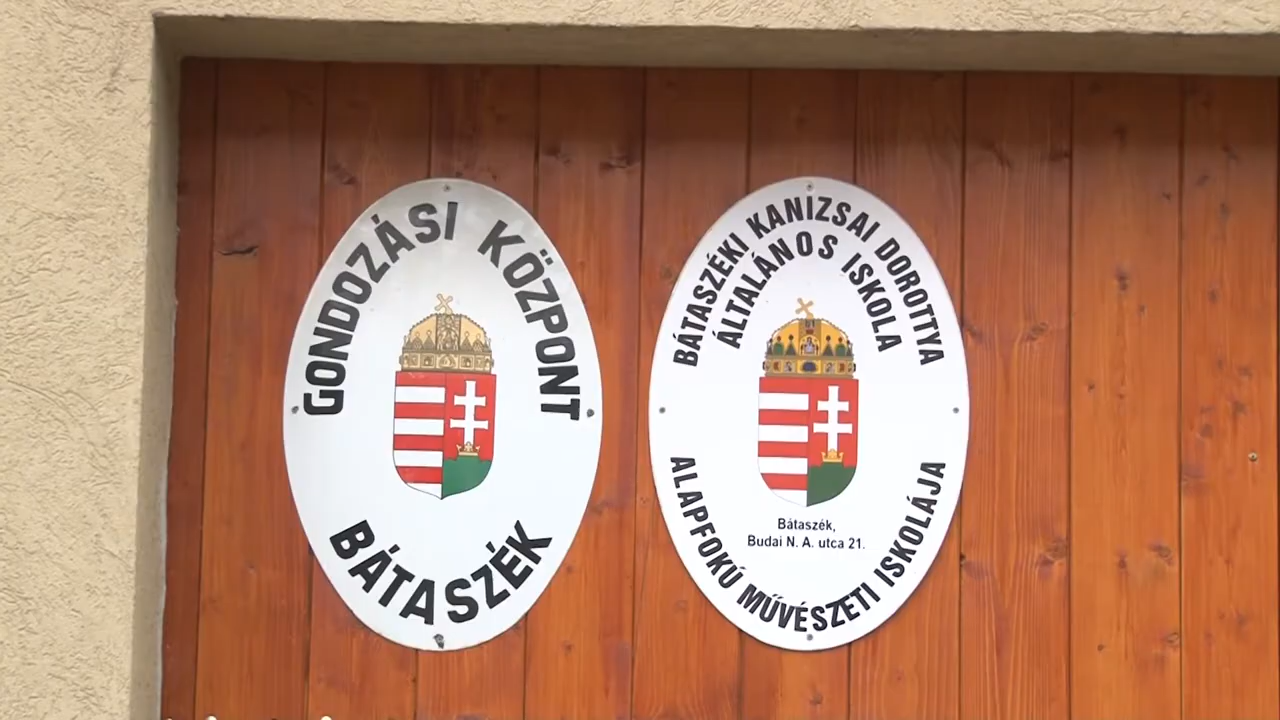 GONDOZÁSI KÖZPONT
BÁTASZÉK
BÁTASZÉKI KANIZSAI DOROTTYA
ÁLTALÁNOS ISKOLA
Bátaszék,
Budai N. A. utca 21.
ALAPFOKÚ MŰVÉSZETI ISKOLÁJA